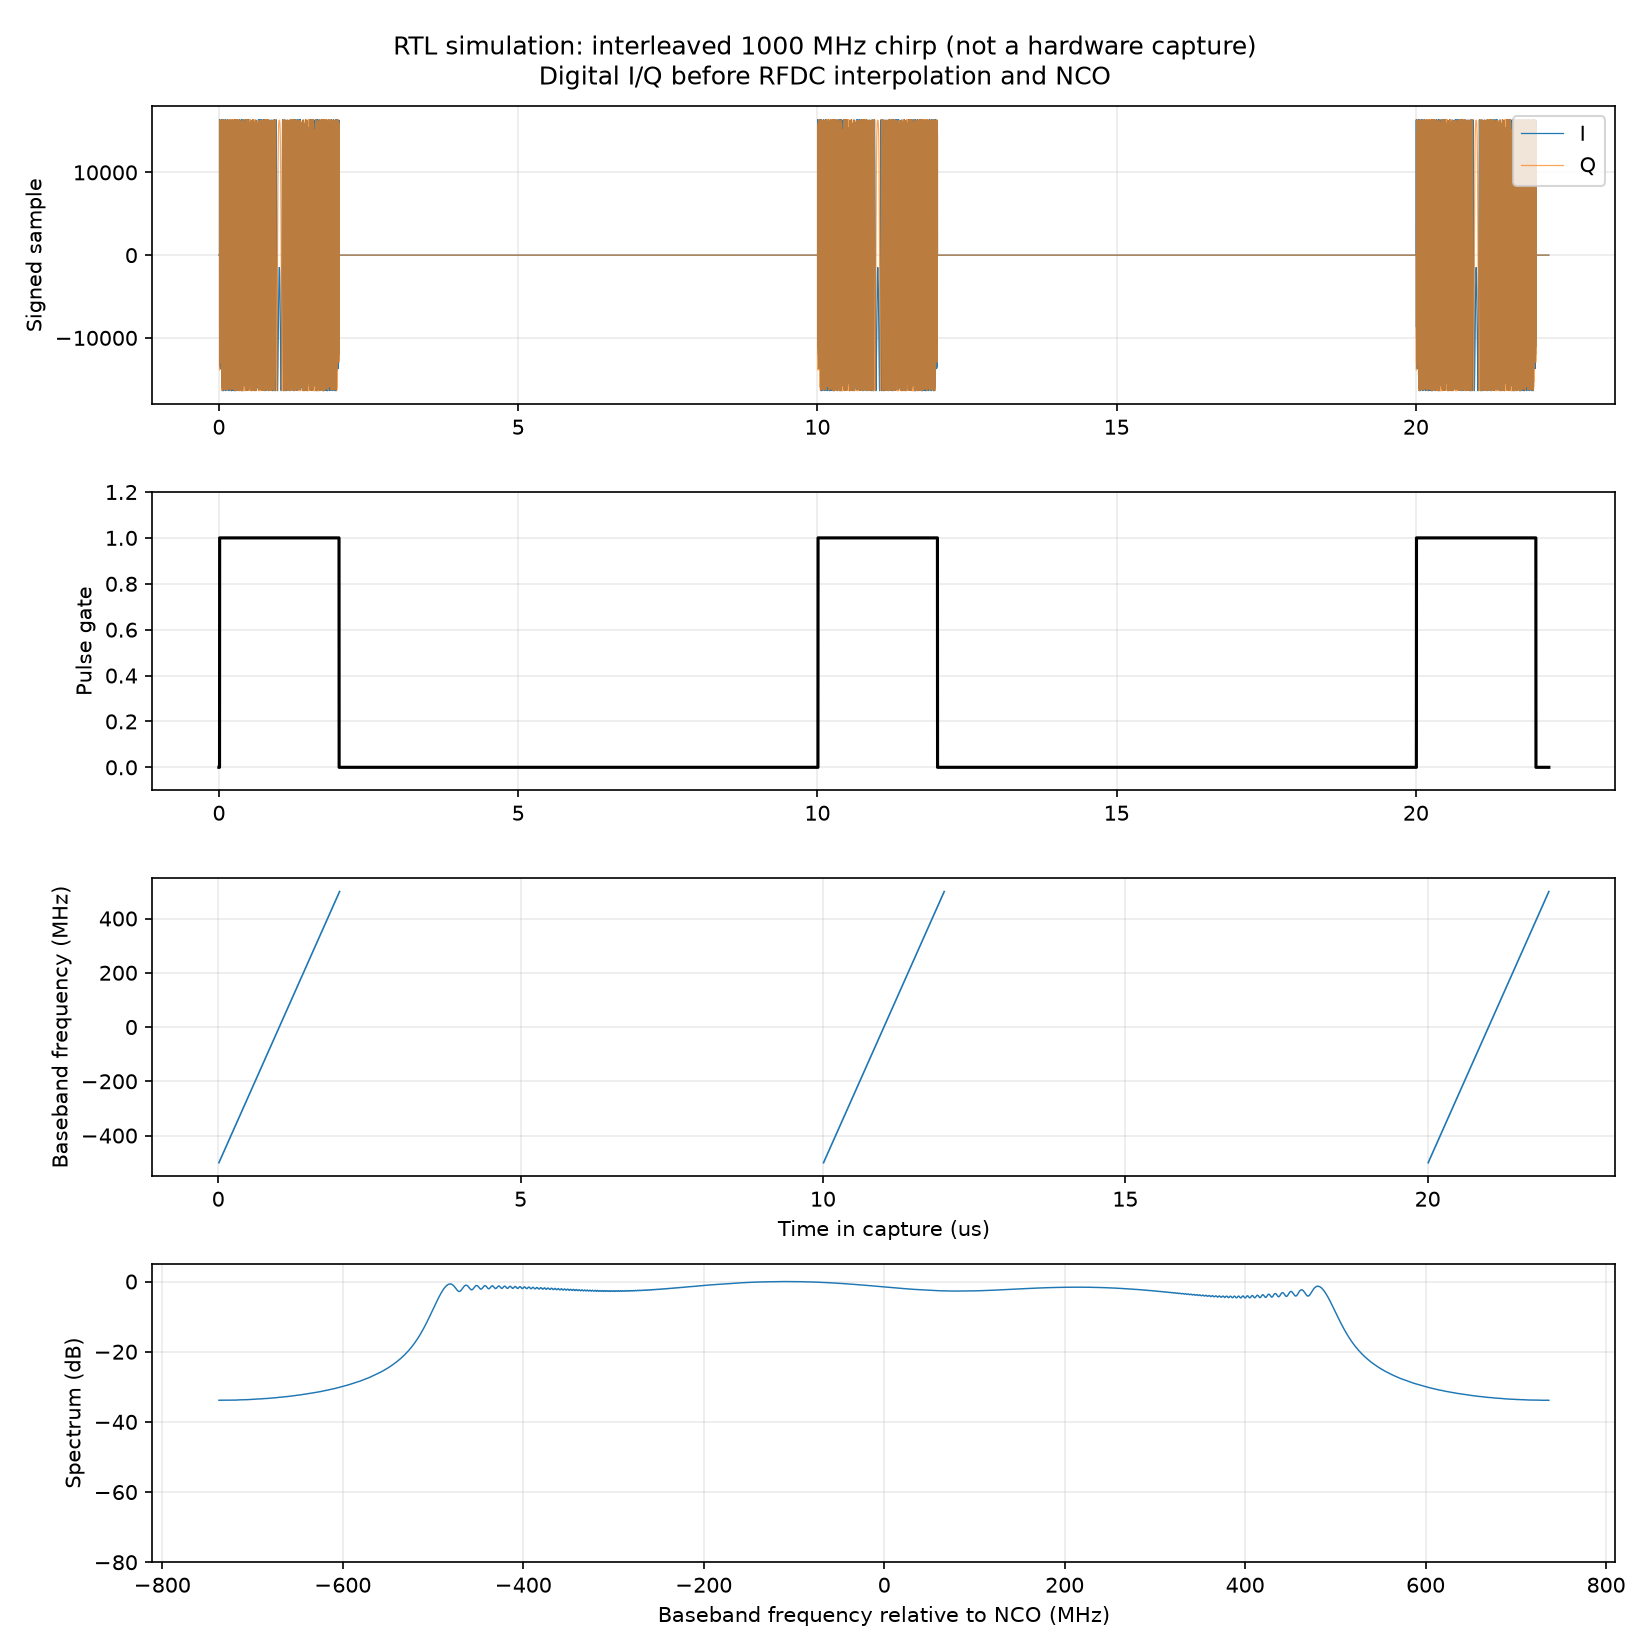 RTL simulation: interleaved 1000 MHz chirp (not a hardware capture)
Digital I/Q before RFDC interpolation and NCO
Signed sample
10000
0
−10000
I
Q
0 5 10 15 20
Pulse gate
1.2
1.0
0.8
0.6
0.4
0.2
0.0
0 5 10 15 20
Baseband frequency (MHz)
400
200
0
−200
−400
0 5 10 15 20
Time in capture (us)
Spectrum (dB)
0
−20
−40
−60
−80
−800 −600 −400 −200 0 200 400 600 800
Baseband frequency relative to NCO (MHz)